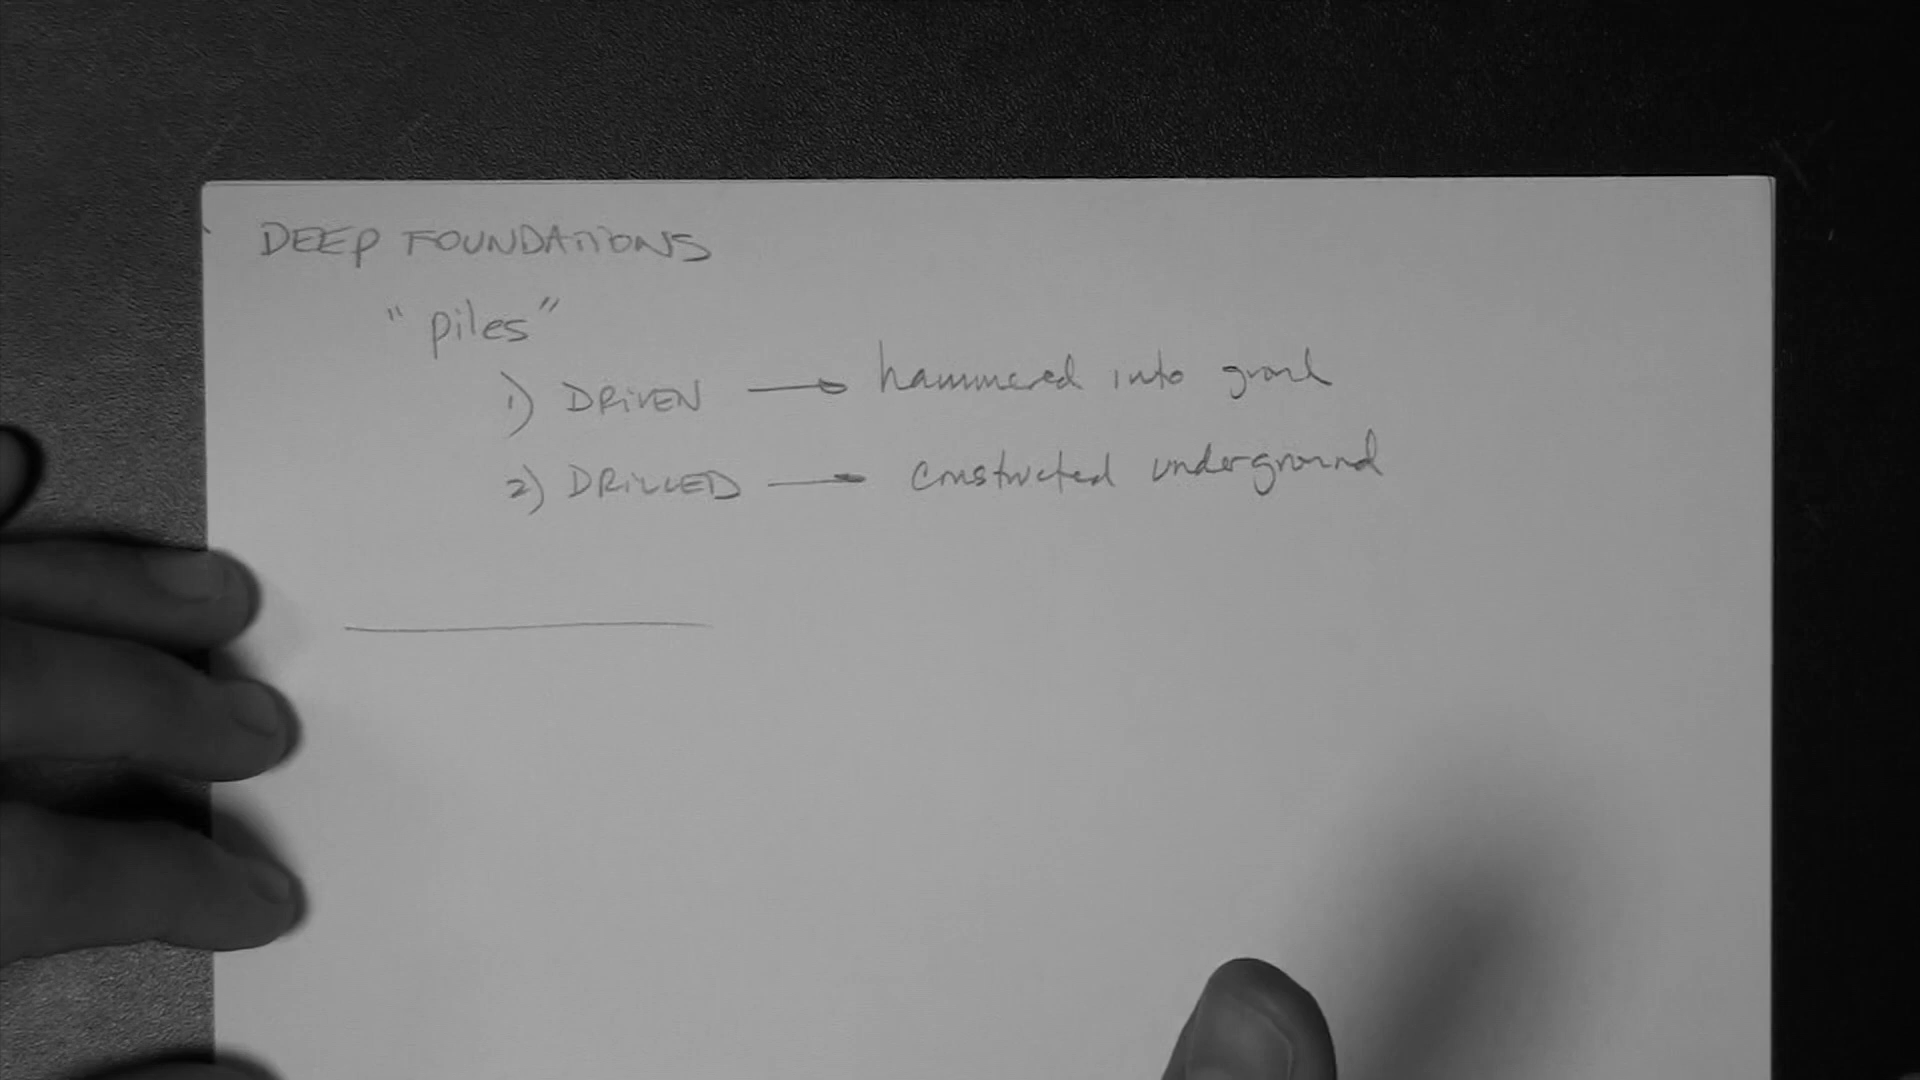 DEEP FOUNDATIONS
"piles"
1) DRIVEN → hammered into ground
2) DRILLED → constructed underground